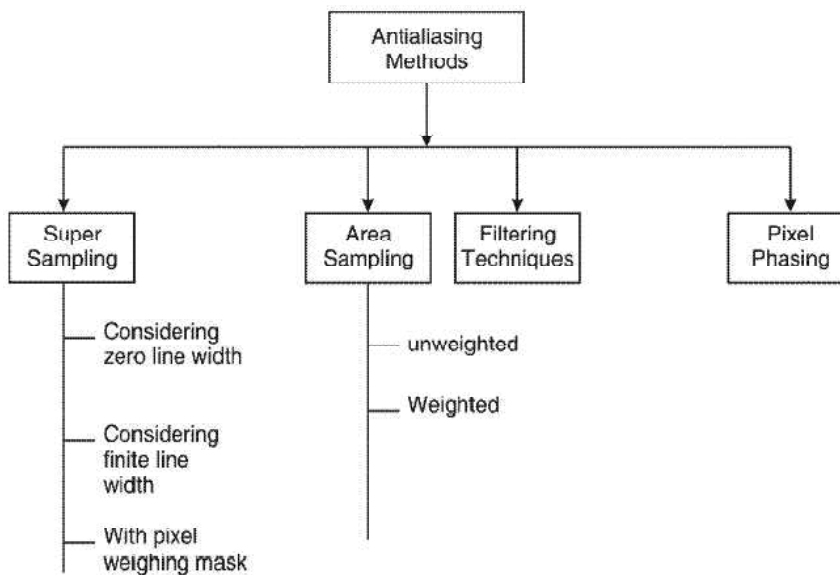 Antialiasing
Methods
Super
Sampling
Area
Sampling
Filtering
Techniques
Pixel
Phasing
Considering
zero line width
Considering
finite line
width
With pixel
weighing mask
unweighted
Weighted